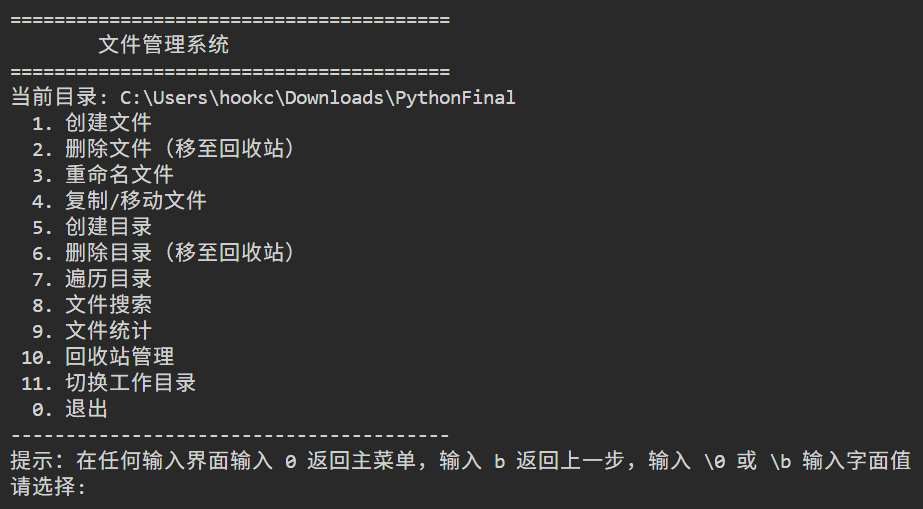 ========================================
文件管理系统
========================================
当前目录: C:\Users\hookc\Downloads\PythonFinal
1. 创建文件
2. 删除文件（移至回收站）
3. 重命名文件
4. 复制/移动文件
5. 创建目录
6. 删除目录（移至回收站）
7. 遍历目录
8. 文件搜索
9. 文件统计
10. 回收站管理
11. 切换工作目录
0. 退出
----------------------------------------
提示: 在任何输入界面输入 0 返回主菜单，输入 b 返回上一步，输入 \0 或 \b 输入字面值
请选择: